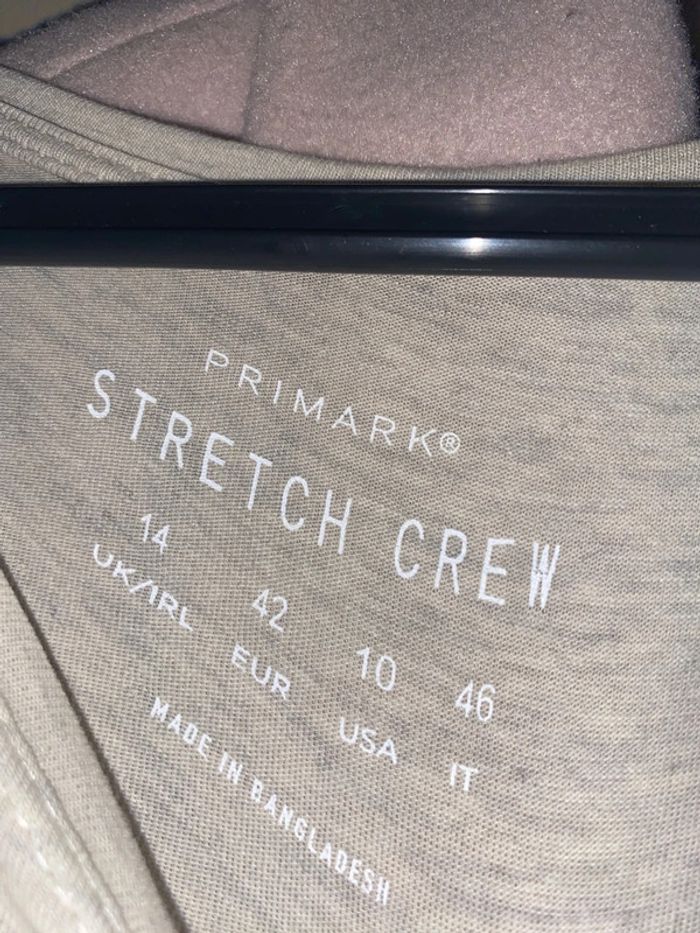 PRIMARK®
STRETCH CREW
14 42 10 46
UK/IRL EUR USA IT
MADE IN BANGLADESH